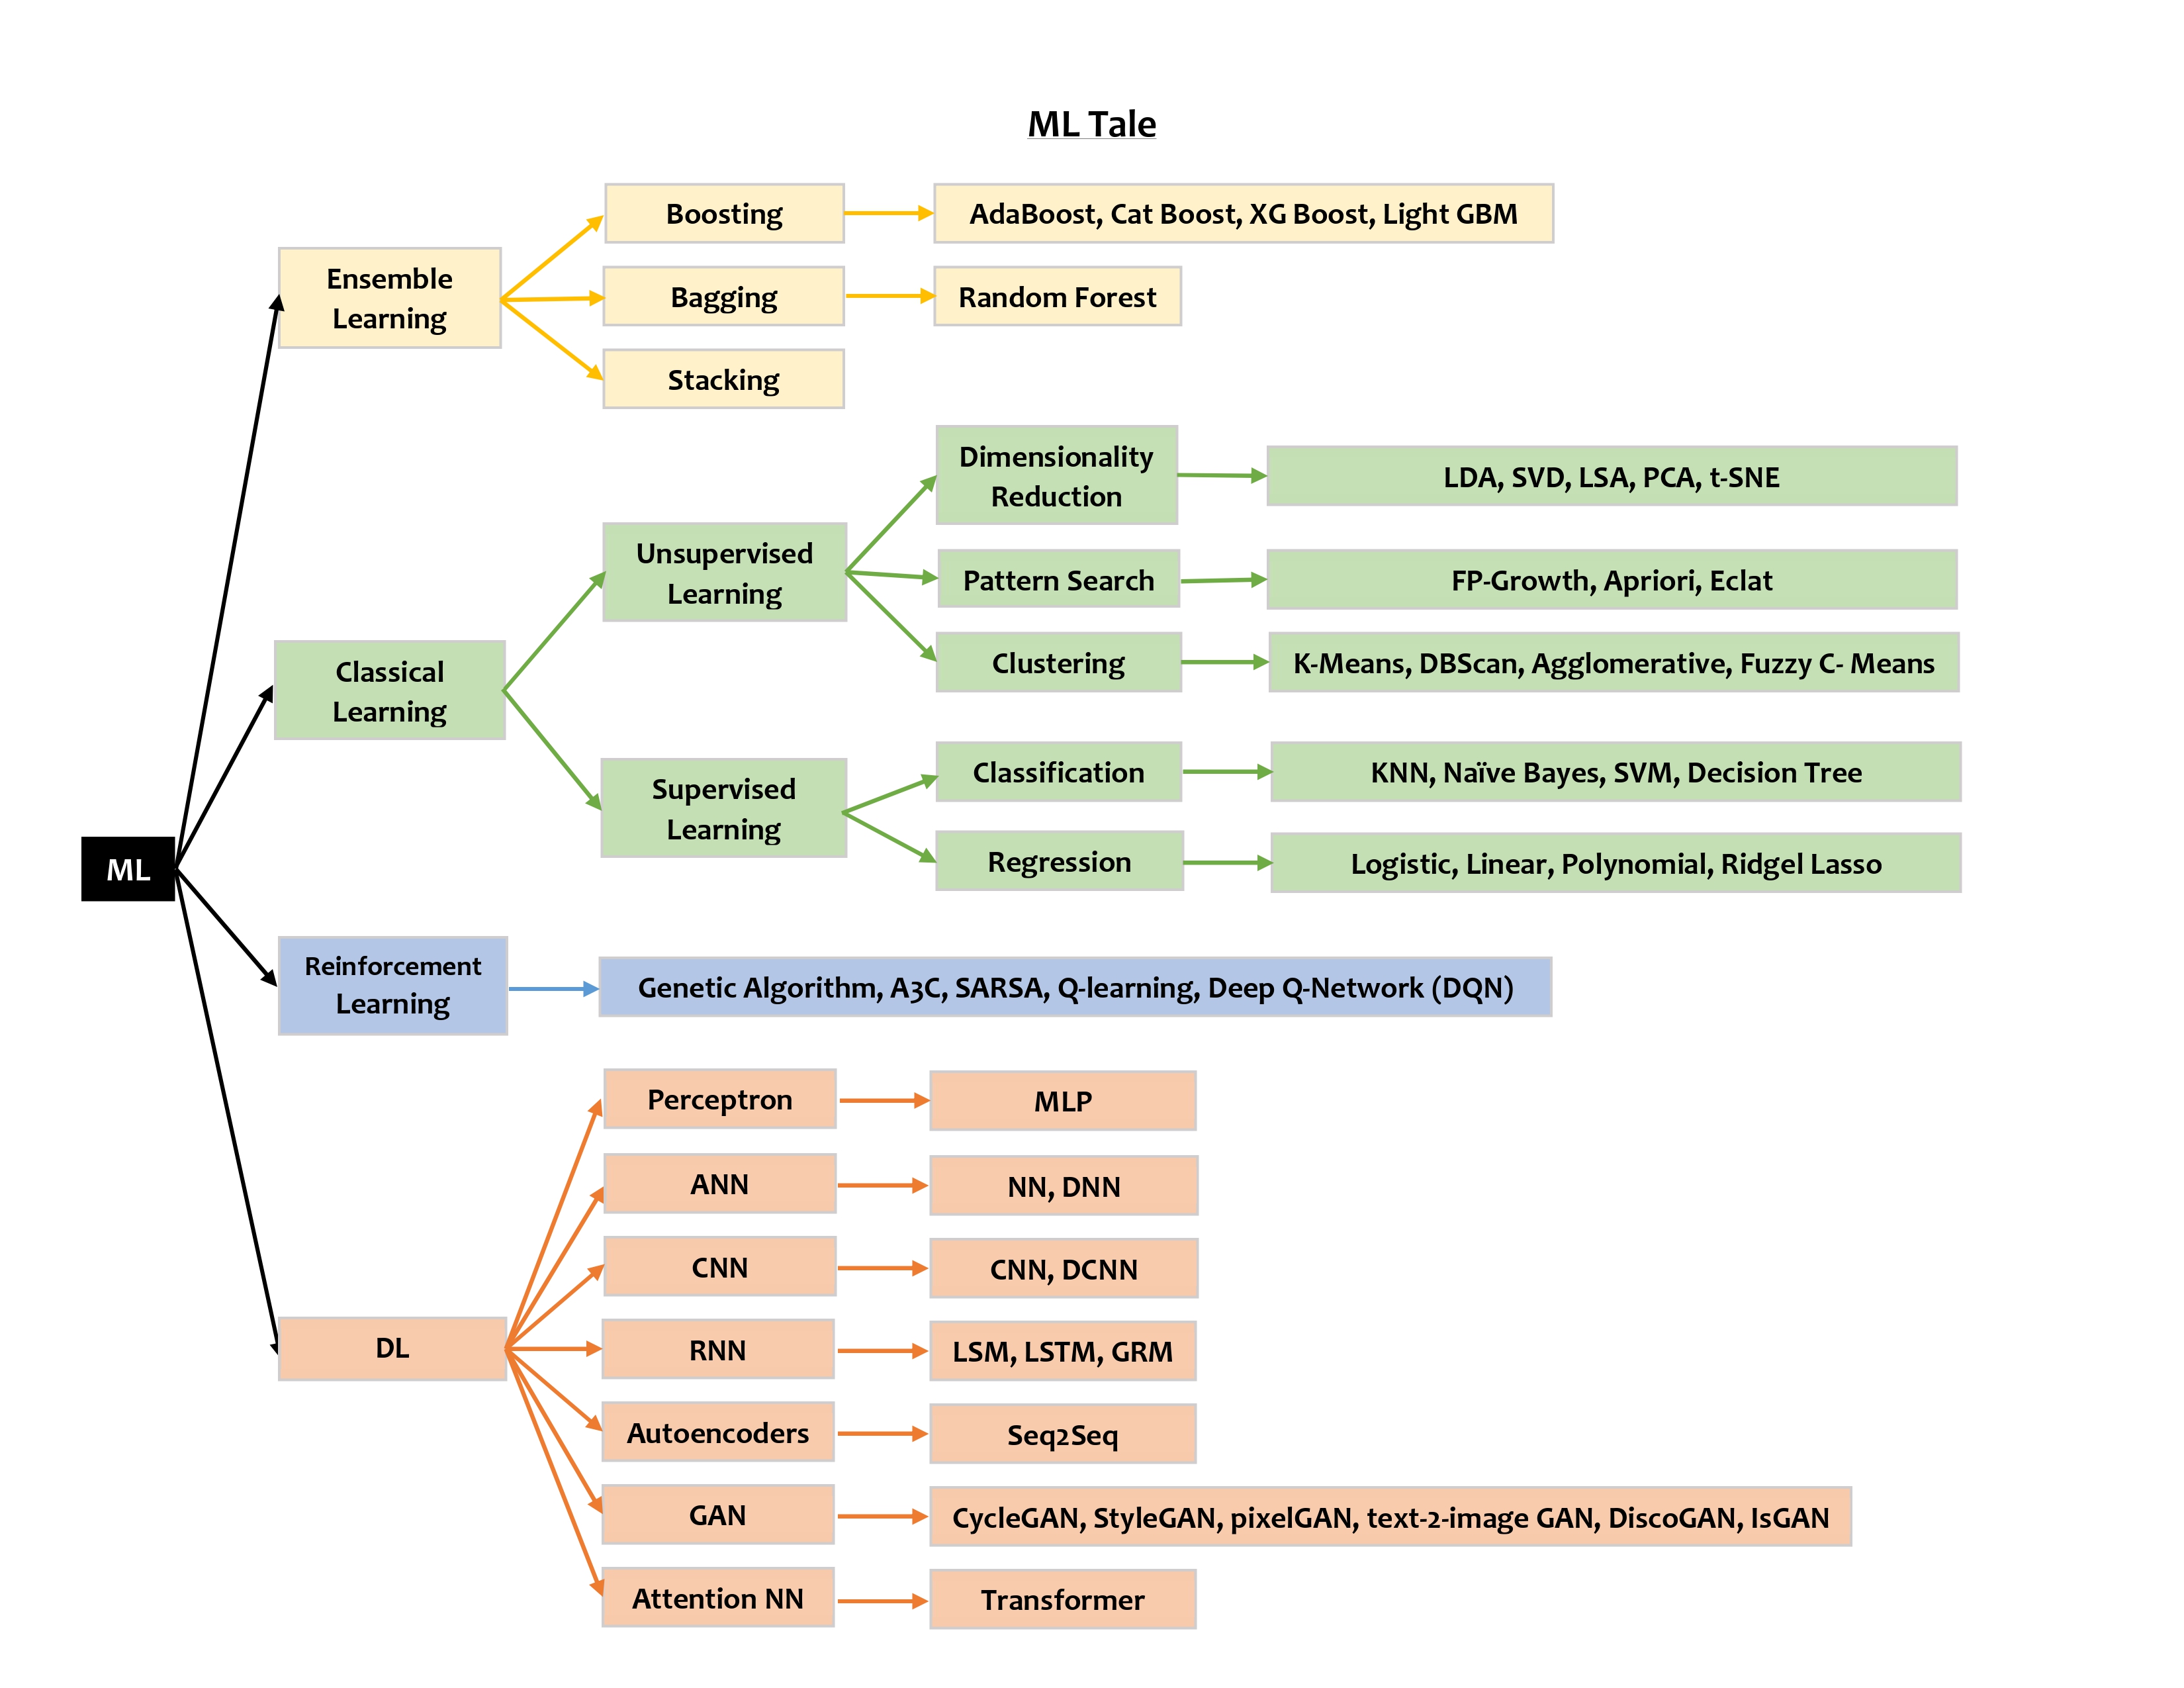 ML Tale
Boosting
AdaBoost, Cat Boost, XG Boost, Light GBM
Ensemble
Learning
Bagging
Random Forest
Stacking
Dimensionality
Reduction
LDA, SVD, LSA, PCA, t-SNE
Unsupervised
Learning
Pattern Search
FP-Growth, Apriori, Eclat
Clustering
K-Means, DBScan, Agglomerative, Fuzzy C- Means
Classical
Learning
Supervised
Learning
Classification
KNN, Naïve Bayes, SVM, Decision Tree
Regression
Logistic, Linear, Polynomial, Ridgel Lasso
ML
Reinforcement
Learning
Genetic Algorithm, A3C, SARSA, Q-learning, Deep Q-Network (DQN)
Perceptron
MLP
ANN
NN, DNN
CNN
CNN, DCNN
DL
RNN
LSM, LSTM, GRM
Autoencoders
Seq2Seq
GAN
CycleGAN, StyleGAN, pixelGAN, text-2-image GAN, DiscoGAN, IsGAN
Attention NN
Transformer